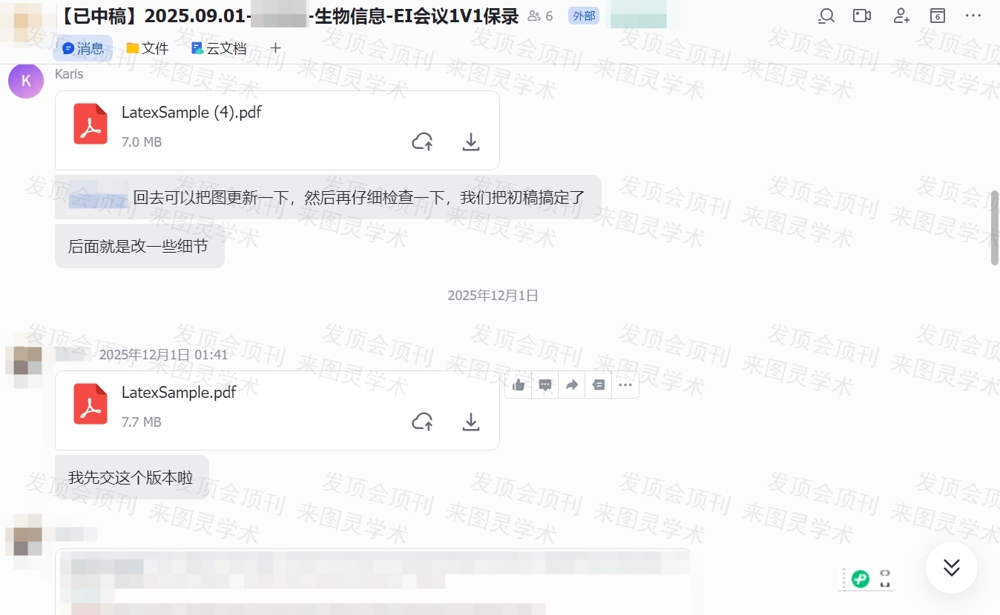 【已中稿】2025.09.01- -生物信息-EI会议1V1保录 6 外部
6
消息 文件 云文档
K
Karis
LatexSample (4).pdf
7.0 MB
回去可以把图更新一下，然后再仔细检查一下，我们把初稿搞定了
后面就是改一些细节
2025年12月1日
2025年12月1日 01:41
LatexSample.pdf
7.7 MB
我先交这个版本啦
发顶会顶刊
来图灵学术